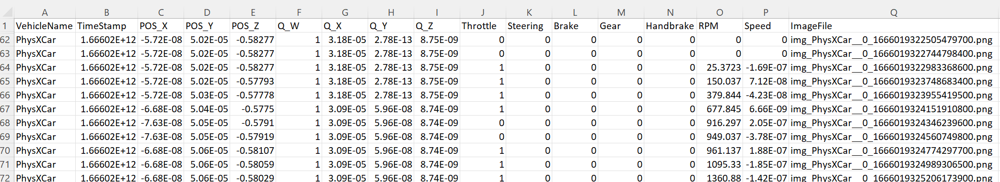 A B C D E F G H I J K L M N O P Q
1 VehicleName TimeStamp POS_X POS_Y POS_Z Q_W Q_X Q_Y Q_Z Throttle Steering Brake Gear Handbrake RPM Speed ImageFile
62 PhysXCar 1.66602E+12 -5.72E-08 5.02E-05 -0.58277 1 3.18E-05 2.78E-13 8.75E-09 0 0 0 0 0 0 0 img_PhysXCar__0_1666019322505479700.png
63 PhysXCar 1.66602E+12 -5.72E-08 5.02E-05 -0.58277 1 3.18E-05 2.78E-13 8.75E-09 0 0 0 0 0 0 0 img_PhysXCar__0_1666019322744798400.png
64 PhysXCar 1.66602E+12 -5.72E-08 5.02E-05 -0.58277 1 3.18E-05 2.78E-13 8.75E-09 1 0 0 0 0 25.3723 -1.69E-07 img_PhysXCar__0_1666019322983368600.png
65 PhysXCar 1.66602E+12 -5.72E-08 5.02E-05 -0.57793 1 3.18E-05 2.78E-13 8.75E-09 1 0 0 0 0 150.037 7.12E-08 img_PhysXCar__0_1666019323748683400.png
66 PhysXCar 1.66602E+12 -5.72E-08 5.03E-05 -0.57778 1 3.18E-05 2.78E-13 8.75E-09 1 0 0 0 0 379.844 -4.23E-08 img_PhysXCar__0_1666019323955419500.png
67 PhysXCar 1.66602E+12 -6.68E-08 5.04E-05 -0.5775 1 3.09E-05 5.96E-08 8.74E-09 1 0 0 0 0 677.845 6.66E-09 img_PhysXCar__0_1666019324151910800.png
68 PhysXCar 1.66602E+12 -7.63E-08 5.05E-05 -0.5791 1 3.09E-05 5.96E-08 8.74E-09 0 0 0 0 0 916.297 2.05E-07 img_PhysXCar__0_1666019324346239600.png
69 PhysXCar 1.66602E+12 -7.63E-08 5.05E-05 -0.57919 1 3.09E-05 5.96E-08 8.74E-09 0 0 0 0 0 949.037 -3.78E-07 img_PhysXCar__0_1666019324560749800.png
70 PhysXCar 1.66602E+12 -6.68E-08 5.06E-05 -0.58107 1 3.09E-05 5.96E-08 8.74E-09 1 0 0 0 0 961.137 1.88E-07 img_PhysXCar__0_1666019324774297700.png
71 PhysXCar 1.66602E+12 -6.68E-08 5.06E-05 -0.58059 1 3.09E-05 5.96E-08 8.74E-09 1 0 0 0 0 1095.33 -1.85E-07 img_PhysXCar__0_1666019324989306500.png
72 PhysXCar 1.66602E+12 -6.68E-08 5.06E-05 -0.58029 1 3.09E-05 5.96E-08 8.74E-09 1 0 0 0 0 1360.88 -1.42E-07 img_PhysXCar__0_1666019325206173900.png